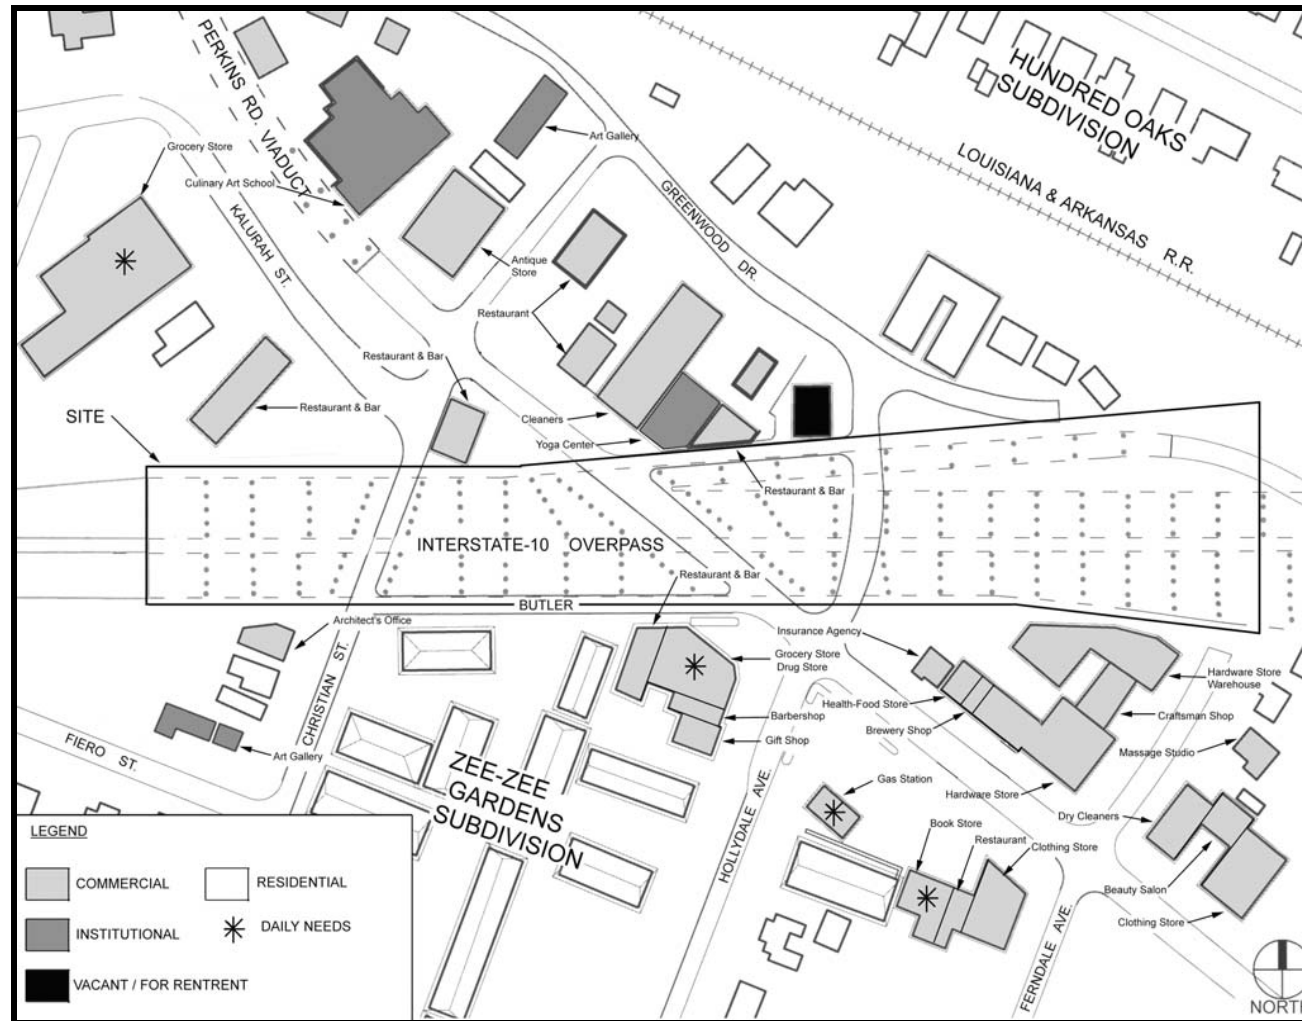 PERKINS RD. VIADUCT
HUNDRED OAKS
SUBDIVISION
Art Gallery
Grocery Store
LOUISIANA & ARKANSAS R.R.
Culinary Art School
GREENWOOD DR.
KALURAH ST.
Antique
Store
Restaurant
Restaurant & Bar
Restaurant & Bar
SITE
Cleaners
Yoga Center
Restaurant & Bar
INTERSTATE-10 OVERPASS
Restaurant & Bar
BUTLER
Architect's Office
Insurance Agency
Grocery Store
Drug Store
Hardware Store
Warehouse
CHRISTIAN ST.
Health-Food Store
Barbershop
Craftsman Shop
Brewery Shop
Gift Shop
FIERO ST.
Art Gallery
Massage Studio
ZEE-ZEE
GARDENS
SUBDIVISION
HOLLYDALE AVE.
Gas Station
Hardware Store
Dry Cleaners
Book Store
Restaurant
Clothing Store
LEGEND
COMMERCIAL
RESIDENTIAL
Beauty Salon
INSTITUTIONAL
DAILY NEEDS
Clothing Store
FERNDALE AVE.
VACANT / FOR RENTRENT
NORTH